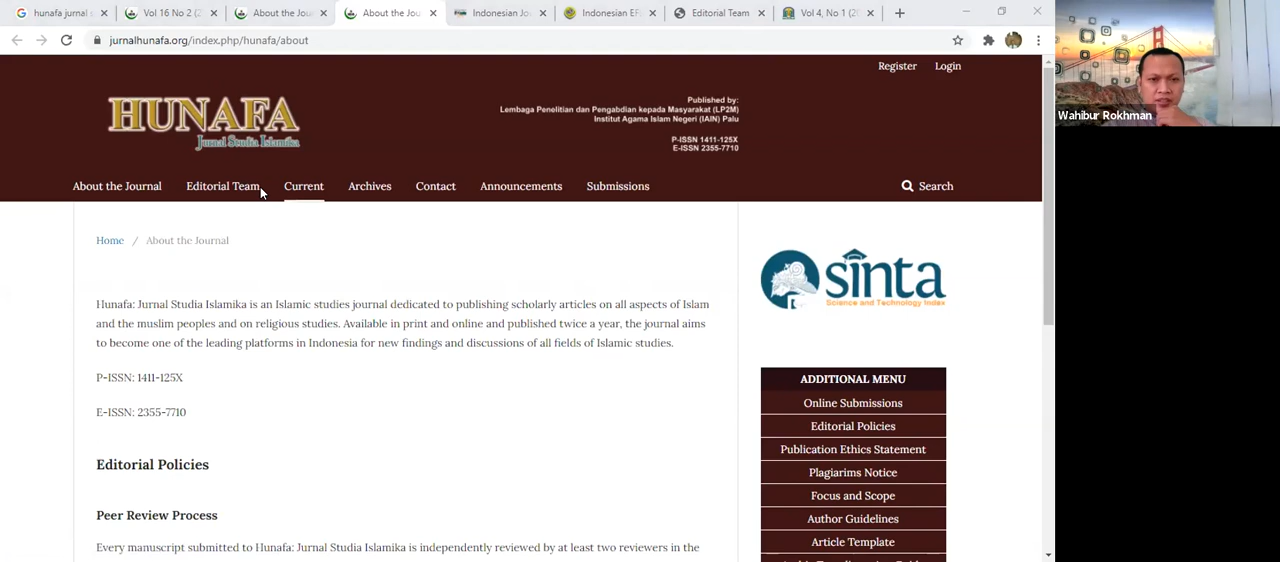 hunafa jurnal s
Vol 16 No 2 (2
About the Jou
About the Jou
Indonesian Jo
Indonesian EF
Editorial Team
Vol 4, No 1 (2
jurnalhunafa.org/index.php/hunafa/about
Register
Login
HUNAFA
Jurnal Studia Islamika
Published by:
Lembaga Penelitian dan Pengabdian kepada Masyarakat (LP2M)
Institut Agama Islam Negeri (IAIN) Palu
P-ISSN 1411-125X
E-ISSN 2355-7710
About the Journal
Editorial Team
Current
Archives
Contact
Announcements
Submissions
Search
Home / About the Journal
Hunafa: Jurnal Studia Islamika is an Islamic studies journal dedicated to publishing scholarly articles on all aspects of Islam
and the muslim peoples and on religious studies. Available in print and online and published twice a year, the journal aims
to become one of the leading platforms in Indonesia for new findings and discussions of all fields of Islamic studies.
P-ISSN: 1411-125X
E-ISSN: 2355-7710
Editorial Policies
Peer Review Process
Every manuscript submitted to Hunafa: Jurnal Studia Islamika is independently reviewed by at least two reviewers in the
sinta
Science and Technology Index
ADDITIONAL MENU
Online Submissions
Editorial Policies
Publication Ethics Statement
Plagiarims Notice
Focus and Scope
Author Guidelines
Article Template
Wahibur Rokhman